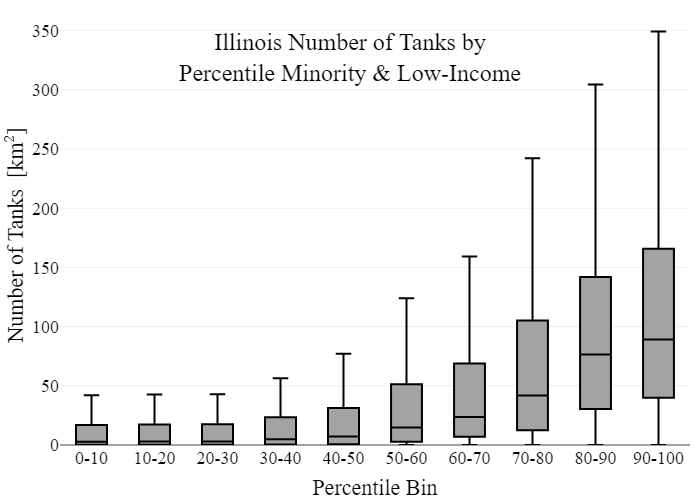 Illinois Number of Tanks by
Percentile Minority & Low-Income
Number of Tanks [km²]
350
300
250
200
150
100
50
0
0-10 10-20 20-30 30-40 40-50 50-60 60-70 70-80 80-90 90-100
Percentile Bin